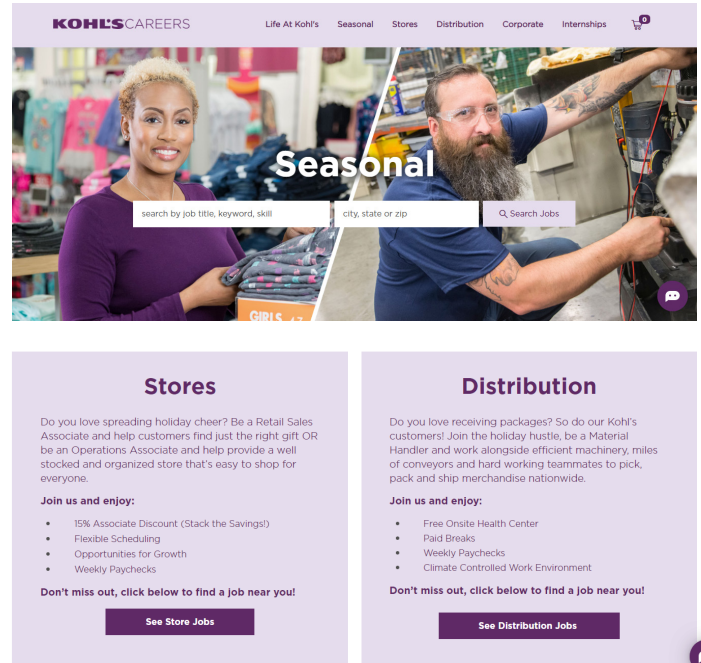 KOHL'SCAREERS
Life At Kohl's Seasonal Stores Distribution Corporate Internships 0
Seasonal
search by job title, keyword, skill city, state or zip Search Jobs
GIRLS 4-7
Stores
Do you love spreading holiday cheer? Be a Retail Sales
Associate and help customers find just the right gift OR
be an Operations Associate and help provide a well
stocked and organized store that's easy to shop for
everyone.
Join us and enjoy:
• 15% Associate Discount (Stack the Savings!)
• Flexible Scheduling
• Opportunities for Growth
• Weekly Paychecks
Don't miss out, click below to find a job near you!
See Store Jobs
Distribution
Do you love receiving packages? So do our Kohl's
customers! Join the holiday hustle, be a Material
Handler and work alongside efficient machinery, miles
of conveyors and hard working teammates to pick,
pack and ship merchandise nationwide.
Join us and enjoy:
• Free Onsite Health Center
• Paid Breaks
• Weekly Paychecks
• Climate Controlled Work Environment
Don't miss out, click below to find a job near you!
See Distribution Jobs